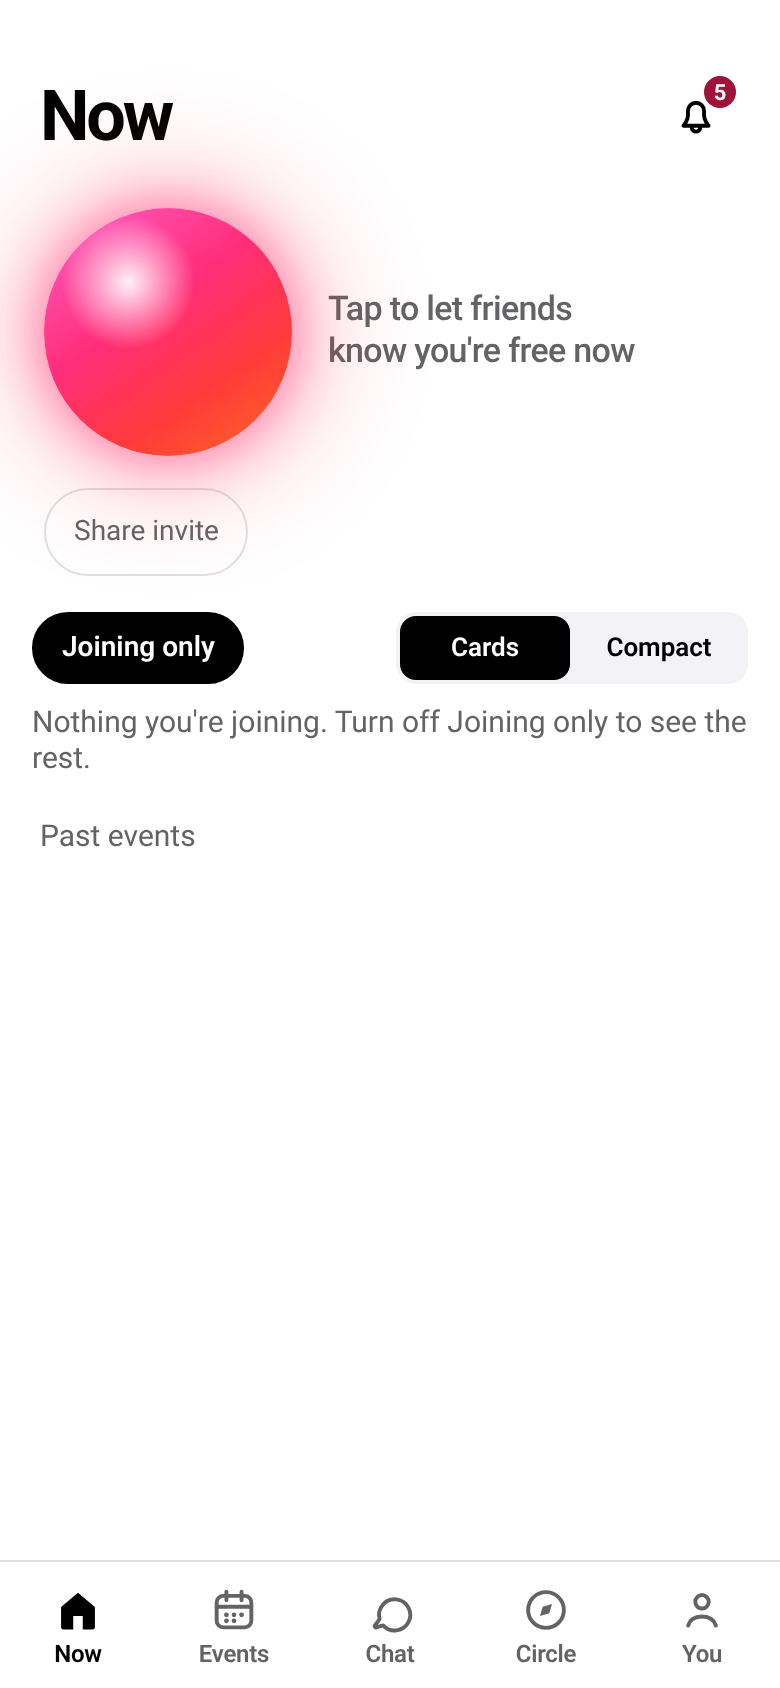 Now
5
Tap to let friends
know you're free now
Share invite
Joining only
Cards
Compact
Nothing you're joining. Turn off Joining only to see the
rest.
Past events
Now
Events
Chat
Circle
You